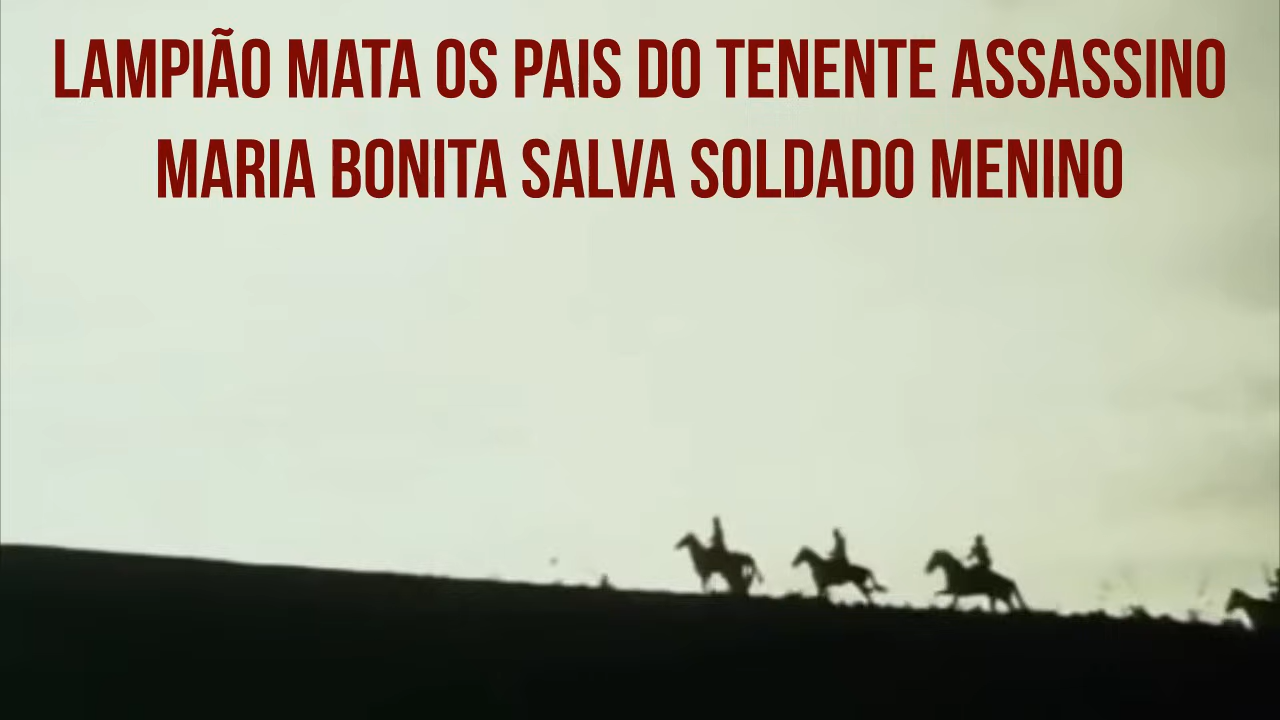 LAMPIÃO MATA OS PAIS DO TENENTE ASSASSINO
MARIA BONITA SALVA SOLDADO MENINO